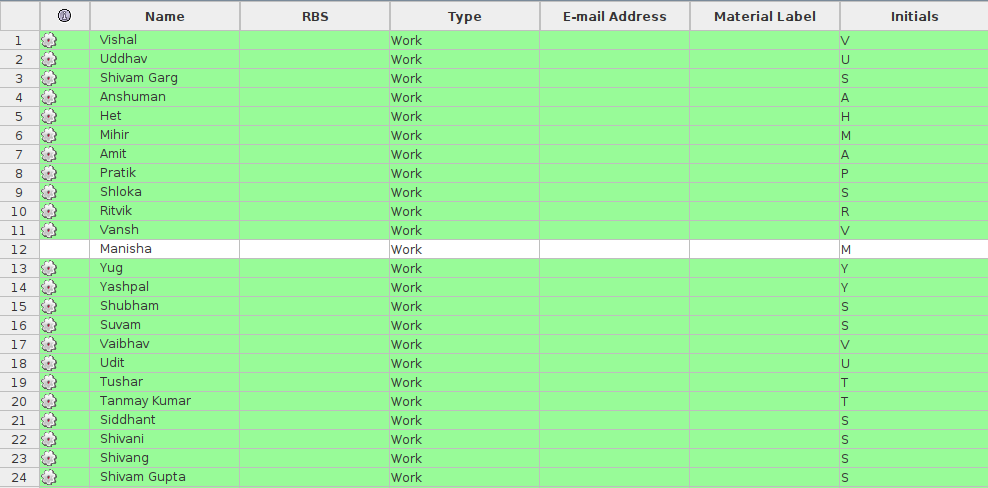 Name RBS Type E-mail Address Material Label Initials
1 Vishal Work V
2 Uddhav Work U
3 Shivam Garg Work S
4 Anshuman Work A
5 Het Work H
6 Mihir Work M
7 Amit Work A
8 Pratik Work P
9 Shloka Work S
10 Ritvik Work R
11 Vansh Work V
12 Manisha Work M
13 Yug Work Y
14 Yashpal Work Y
15 Shubham Work S
16 Suvam Work S
17 Vaibhav Work V
18 Udit Work U
19 Tushar Work T
20 Tanmay Kumar Work T
21 Siddhant Work S
22 Shivani Work S
23 Shivang Work S
24 Shivam Gupta Work S